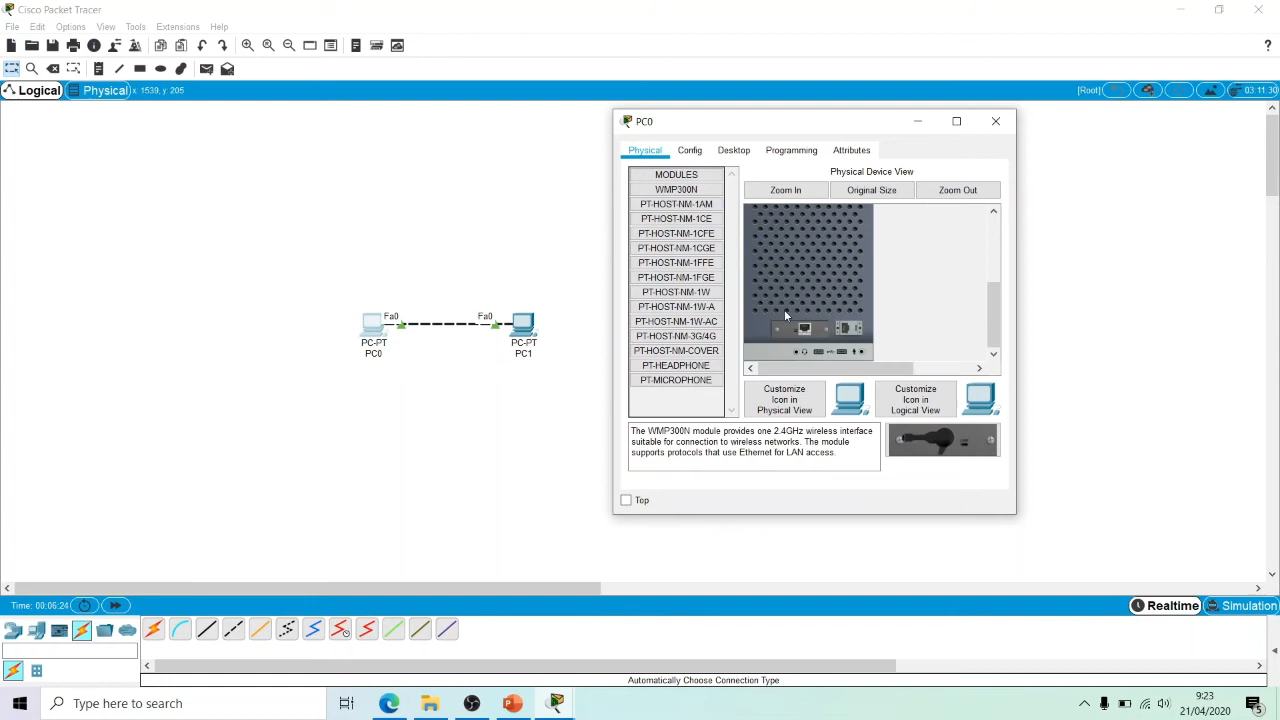 Cisco Packet Tracer
File Edit Options View Tools Extensions Help
?
Logical Physical x: 1539, y: 205 [Root] 03:11:30
PC0
Physical Config Desktop Programming Attributes
MODULES
WMP300N
PT-HOST-NM-1AM
PT-HOST-NM-1CE
PT-HOST-NM-1CFE
PT-HOST-NM-1CGE
PT-HOST-NM-1FFE
PT-HOST-NM-1FGE
PT-HOST-NM-1W
PT-HOST-NM-1W-A
PT-HOST-NM-1W-AC
PT-HOST-NM-3G/4G
PT-HOST-NM-COVER
PT-HEADPHONE
PT-MICROPHONE
Physical Device View
Zoom In Original Size Zoom Out
Customize
Icon in
Physical View
Customize
Icon in
Logical View
The WMP300N module provides one 2.4GHz wireless interface
suitable for connection to wireless networks. The module
supports protocols that use Ethernet for LAN access.
Top
Fa0 Fa0
PC-PT
PC0
PC-PT
PC1
Time: 00:06:24 Realtime Simulation
Automatically Choose Connection Type
Type here to search
9:23
21/04/2020
5